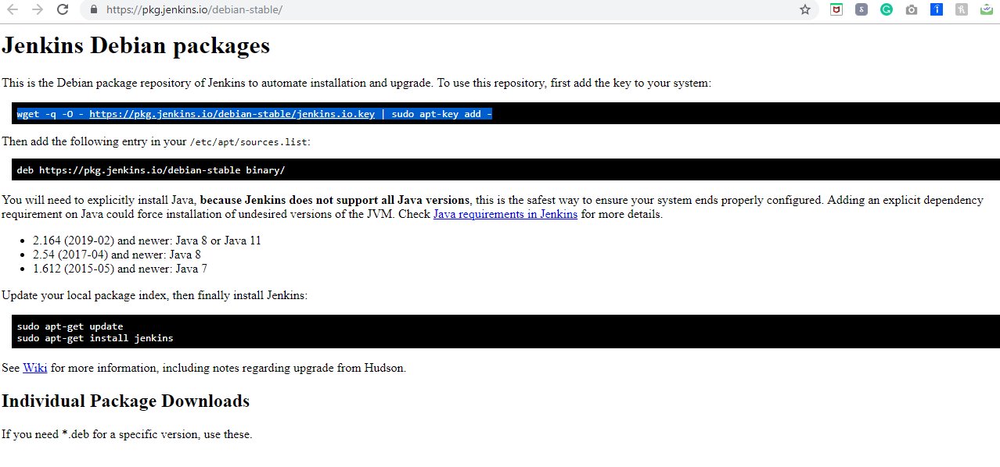 https://pkg.jenkins.io/debian-stable/
Jenkins Debian packages
This is the Debian package repository of Jenkins to automate installation and upgrade. To use this repository, first add the key to your system:
wget -q -O - https://pkg.jenkins.io/debian-stable/jenkins.io.key | sudo apt-key add -
Then add the following entry in your /etc/apt/sources.list:
deb https://pkg.jenkins.io/debian-stable binary/
You will need to explicitly install Java, because Jenkins does not support all Java versions, this is the safest way to ensure your system ends properly configured. Adding an explicit dependency
requirement on Java could force installation of undesired versions of the JVM. Check Java requirements in Jenkins for more details.
• 2.164 (2019-02) and newer: Java 8 or Java 11
• 2.54 (2017-04) and newer: Java 8
• 1.612 (2015-05) and newer: Java 7
Update your local package index, then finally install Jenkins:
sudo apt-get update
sudo apt-get install jenkins
See Wiki for more information, including notes regarding upgrade from Hudson.
Individual Package Downloads
If you need *.deb for a specific version, use these.